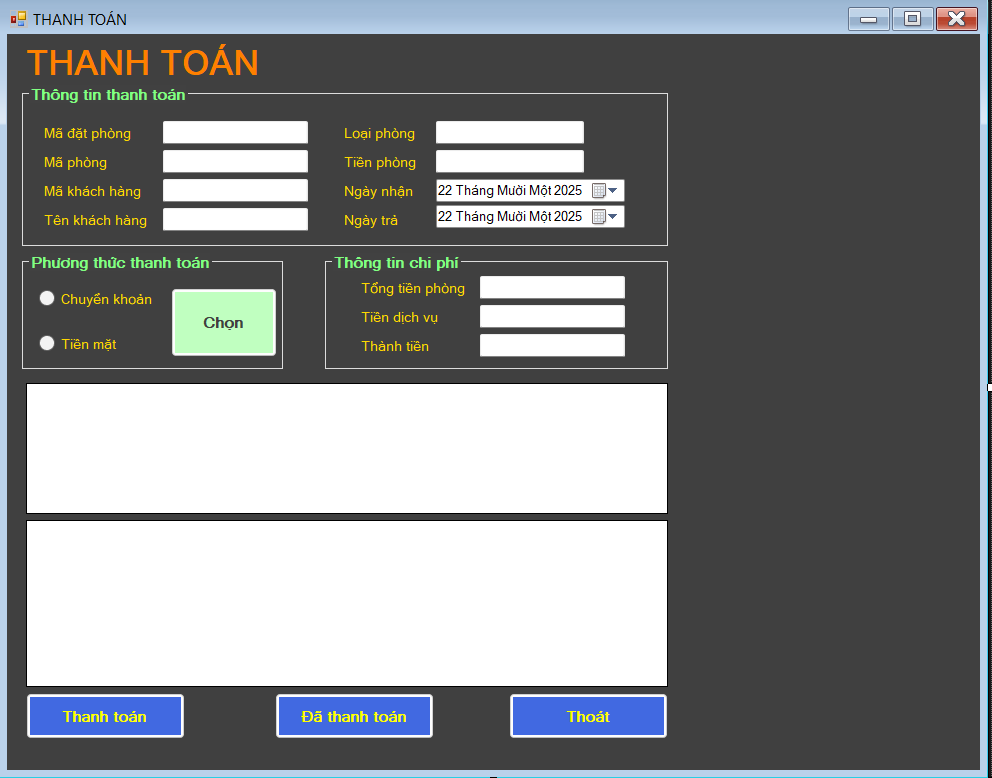 THANH TOÁN
THANH TOÁN
Thông tin thanh toán
Mã đặt phòng
Mã phòng
Mã khách hàng
Tên khách hàng
Loại phòng
Tiền phòng
Ngày nhận
22 Tháng Mười Một 2025
Ngày trả
22 Tháng Mười Một 2025
Phương thức thanh toán
Chuyển khoản
Tiền mặt
Chọn
Thông tin chi phí
Tổng tiền phòng
Tiền dịch vụ
Thành tiền
Thanh toán
Đã thanh toán
Thoát